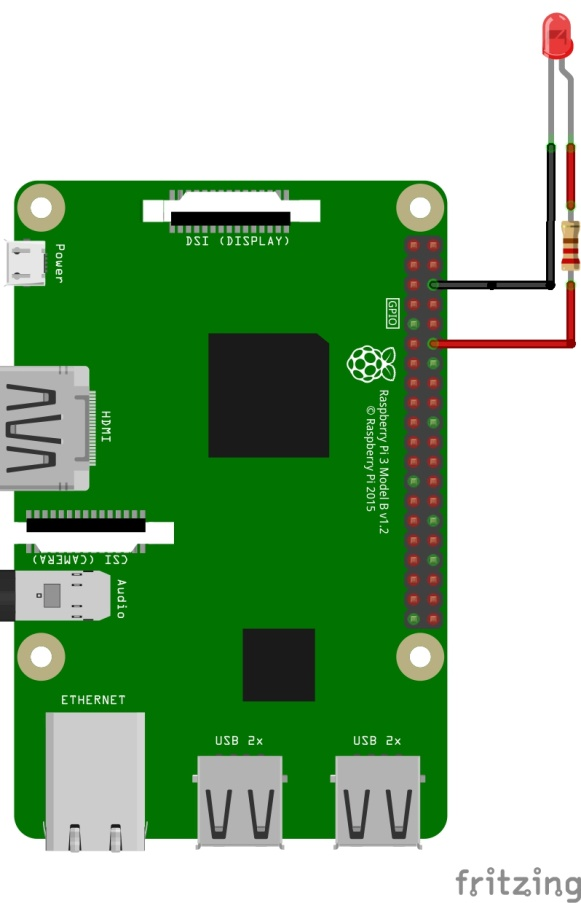 DSI (DISPLAY)
Power
GPIO
HDMI
Raspberry Pi 3 Model B v1.2
© Raspberry Pi 2015
CSI (CAMERA)
Audio
ETHERNET
USB 2x
USB 2x
fritzing